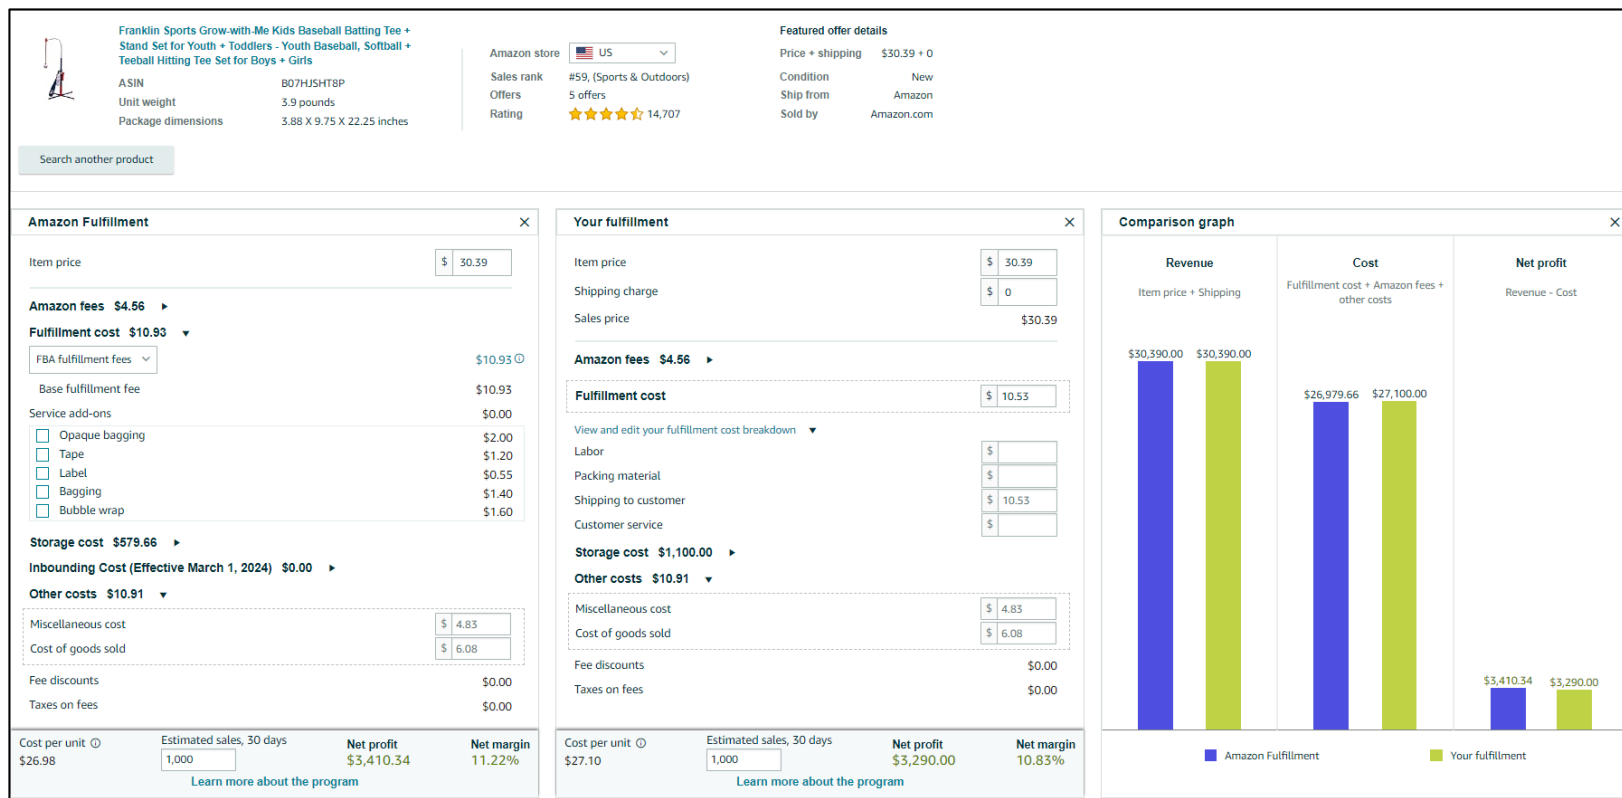 Franklin Sports Grow-with-Me Kids Baseball Batting Tee +
Stand Set for Youth + Toddlers - Youth Baseball, Softball +
Teeball Hitting Tee Set for Boys + Girls
ASIN B07HJSHT8P
Unit weight 3.9 pounds
Package dimensions 3.88 X 9.75 X 22.25 inches
Amazon store US
Sales rank #59, (Sports & Outdoors)
Offers 5 offers
Rating 14,707
Featured offer details
Price + shipping $30.39 + 0
Condition New
Ship from Amazon
Sold by Amazon.com
Search another product
Amazon Fulfillment
Item price $ 30.39
Amazon fees $4.56
Fulfillment cost $10.93
FBA fulfillment fees $10.93
Base fulfillment fee $10.93
Service add-ons $0.00
Opaque bagging $2.00
Tape $1.20
Label $0.55
Bagging $1.40
Bubble wrap $1.60
Storage cost $579.66
Inbounding Cost (Effective March 1, 2024) $0.00
Other costs $10.91
Miscellaneous cost $ 4.83
Cost of goods sold $ 6.08
Fee discounts $0.00
Taxes on fees $0.00
Cost per unit Estimated sales, 30 days Net profit Net margin
$26.98 1,000 $3,410.34 11.22%
Learn more about the program
Your fulfillment
Item price $ 30.39
Shipping charge $ 0
Sales price $30.39
Amazon fees $4.56
Fulfillment cost $ 10.53
View and edit your fulfillment cost breakdown
Labor $
Packing material $
Shipping to customer $ 10.53
Customer service $
Storage cost $1,100.00
Other costs $10.91
Miscellaneous cost $ 4.83
Cost of goods sold $ 6.08
Fee discounts $0.00
Taxes on fees $0.00
Cost per unit Estimated sales, 30 days Net profit Net margin
$27.10 1,000 $3,290.00 10.83%
Learn more about the program
Comparison graph
Revenue
Item price + Shipping
$30,390.00 $30,390.00
Cost
Fulfillment cost + Amazon fees +
other costs
$26,979.66 $27,100.00
Net profit
Revenue - Cost
$3,410.34 $3,290.00
Amazon Fulfillment Your fulfillment